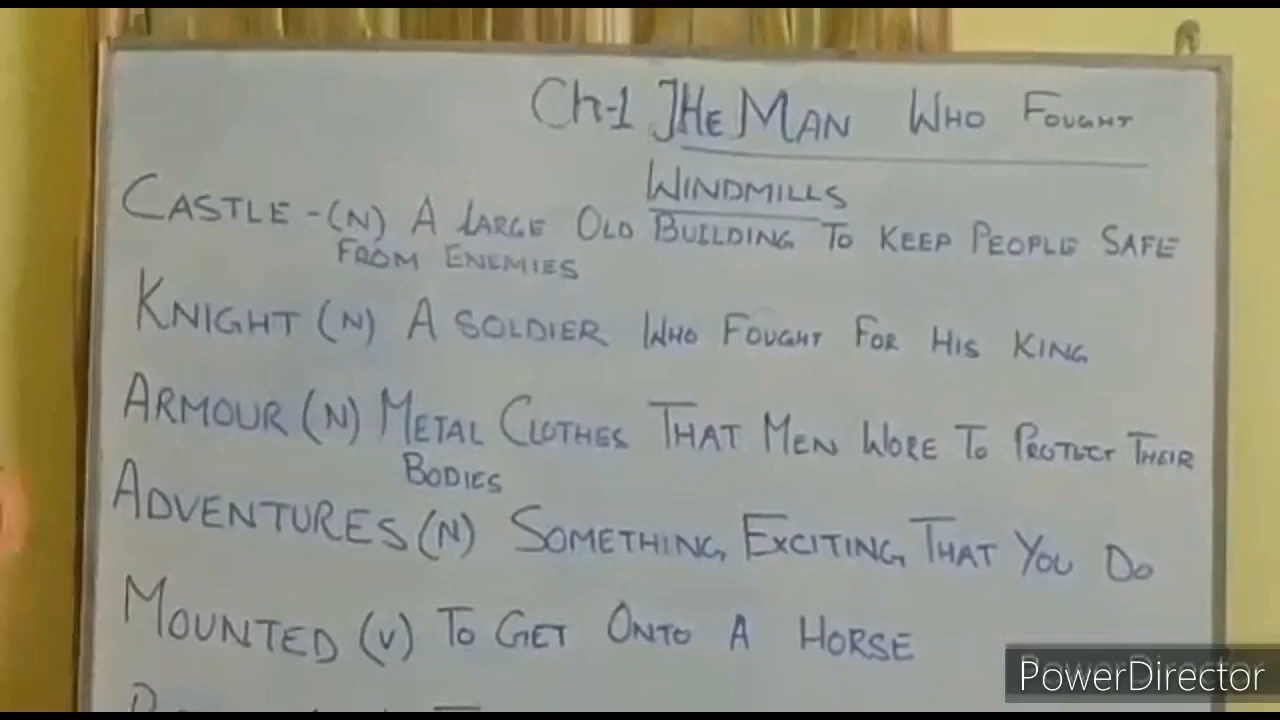 Ch-1 THE MAN WHO FOUGHT
WINDMILLS
CASTLE - (N) A LARGE OLD BUILDING TO KEEP PEOPLE SAFE
FROM ENEMIES
KNIGHT (N) A SOLDIER WHO FOUGHT FOR HIS KING
ARMOUR (N) METAL CLOTHES THAT MEN WORE TO PROTECT THEIR
BODIES
ADVENTURES (N) SOMETHING EXCITING THAT YOU DO
MOUNTED (V) TO GET ONTO A HORSE
PowerDirector